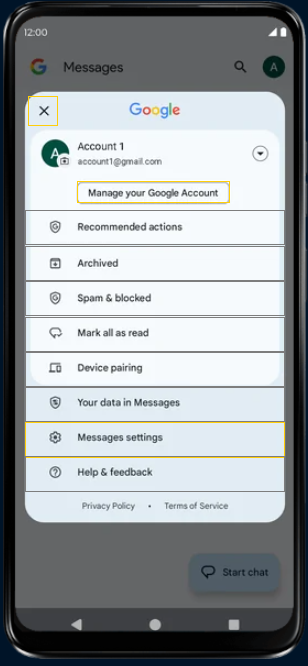 12:00
Messages
A
Google
A
Account 1
account1@gmail.com
Manage your Google Account
Recommended actions
Archived
Spam & blocked
Mark all as read
Device pairing
Your data in Messages
Messages settings
Help & feedback
Privacy Policy • Terms of Service
Start chat